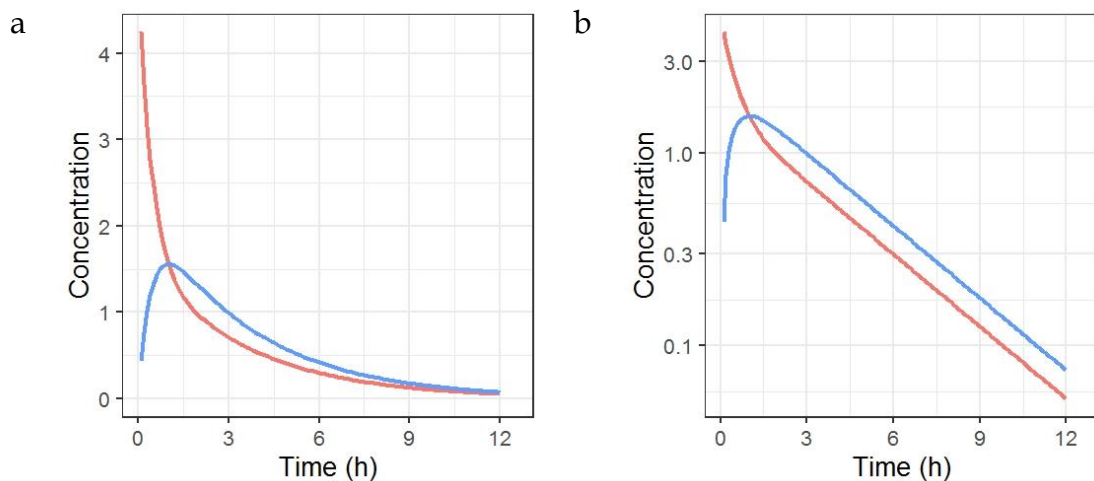 a
4
3
2
1
0
Concentration
0 3 6 9 12
Time (h)
b
3.0
1.0
0.3
0.1
Concentration
0 3 6 9 12
Time (h)